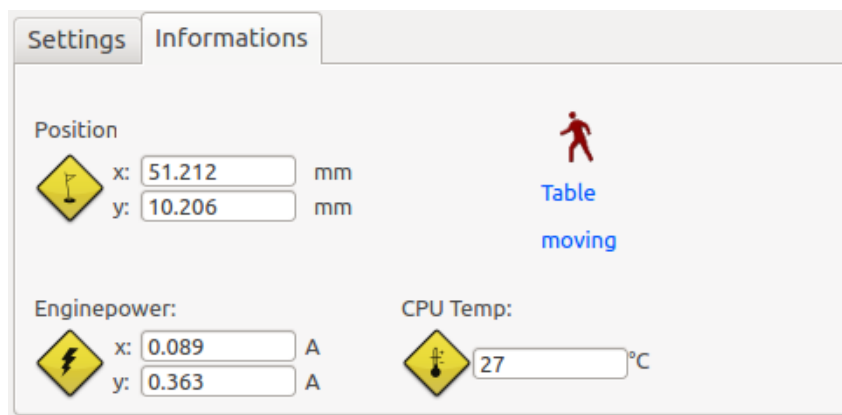 Settings Informations
Position
x: 51.212 mm
y: 10.206 mm
Table
moving
Enginepower: CPU Temp:
x: 0.089 A
y: 0.363 A
27 °C